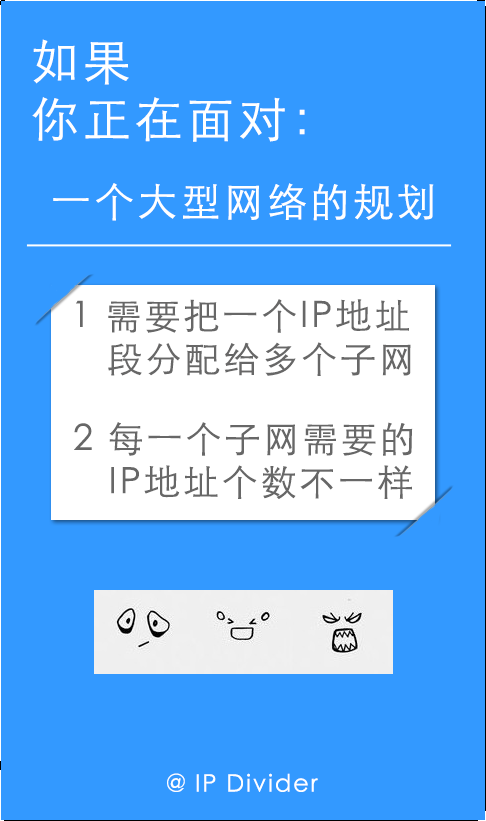 如果
你正在面对：
一个大型网络的规划
1 需要把一个IP地址
段分配给多个子网
2 每一个子网需要的
IP地址个数不一样
@ IP Divider